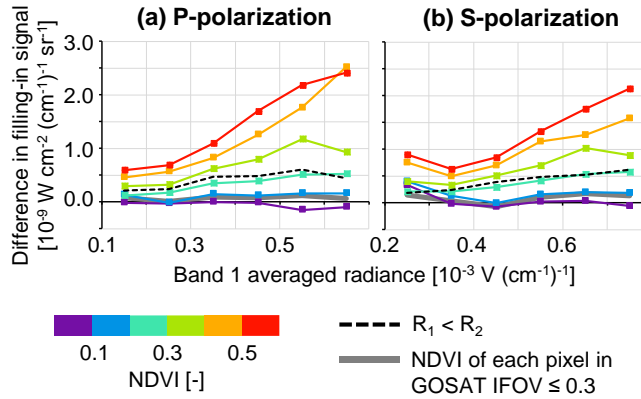 (a) P-polarization
(b) S-polarization
Difference in filling-in signal
[10⁻⁹ W cm⁻² (cm⁻¹)⁻¹ sr⁻¹]
3.0
2.0
1.0
0.0
0.1
0.3
0.5
0.2
0.4
0.6
Band 1 averaged radiance [10⁻³ V (cm⁻¹)⁻¹]
0.1
0.3
0.5
NDVI [-]
R₁ < R₂
NDVI of each pixel in
GOSAT IFOV ≤ 0.3